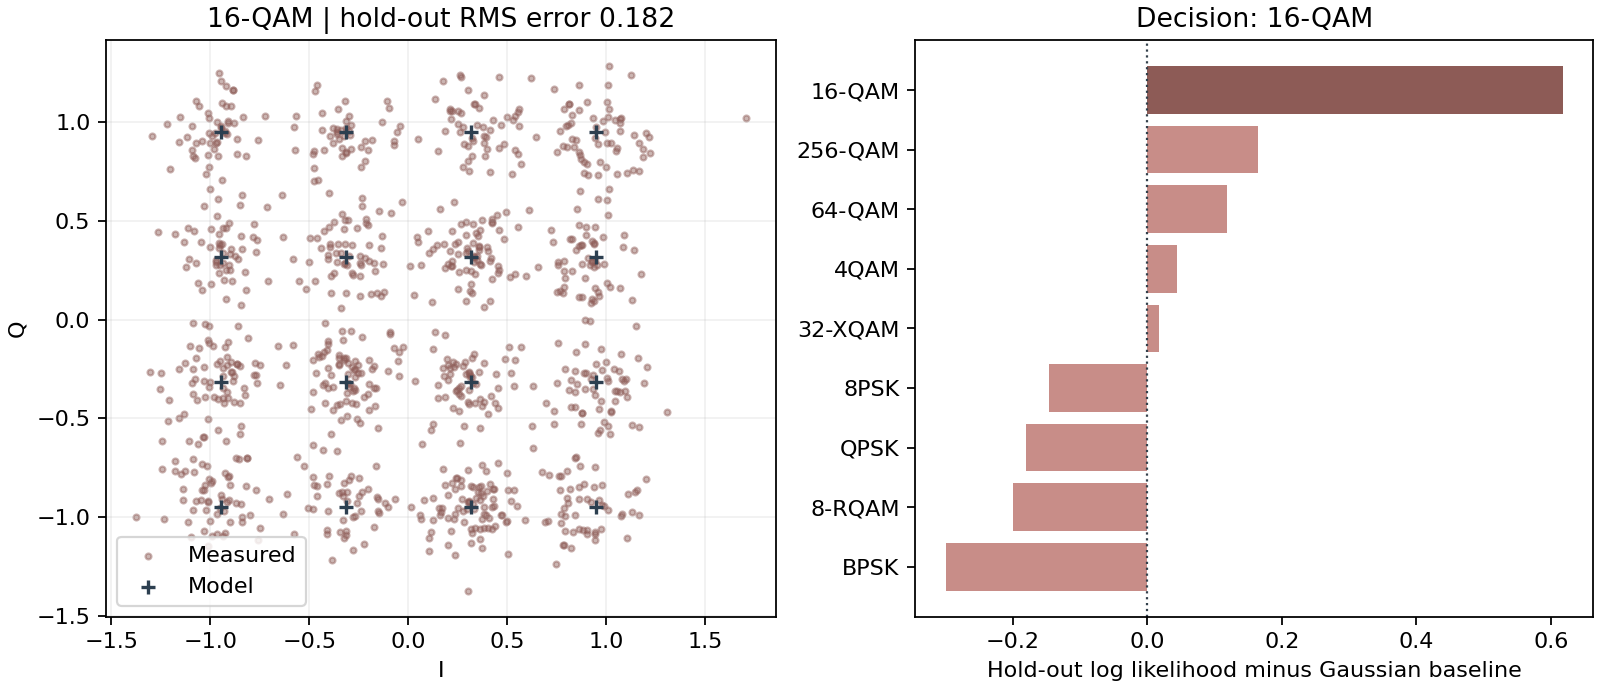 16-QAM | hold-out RMS error 0.182
1.0
0.5
0.0
−0.5
−1.0
−1.5
Q
Measured
Model
−1.5 −1.0 −0.5 0.0 0.5 1.0 1.5
I
Decision: 16-QAM
16-QAM
256-QAM
64-QAM
4QAM
32-XQAM
8PSK
QPSK
8-RQAM
BPSK
−0.2 0.0 0.2 0.4 0.6
Hold-out log likelihood minus Gaussian baseline